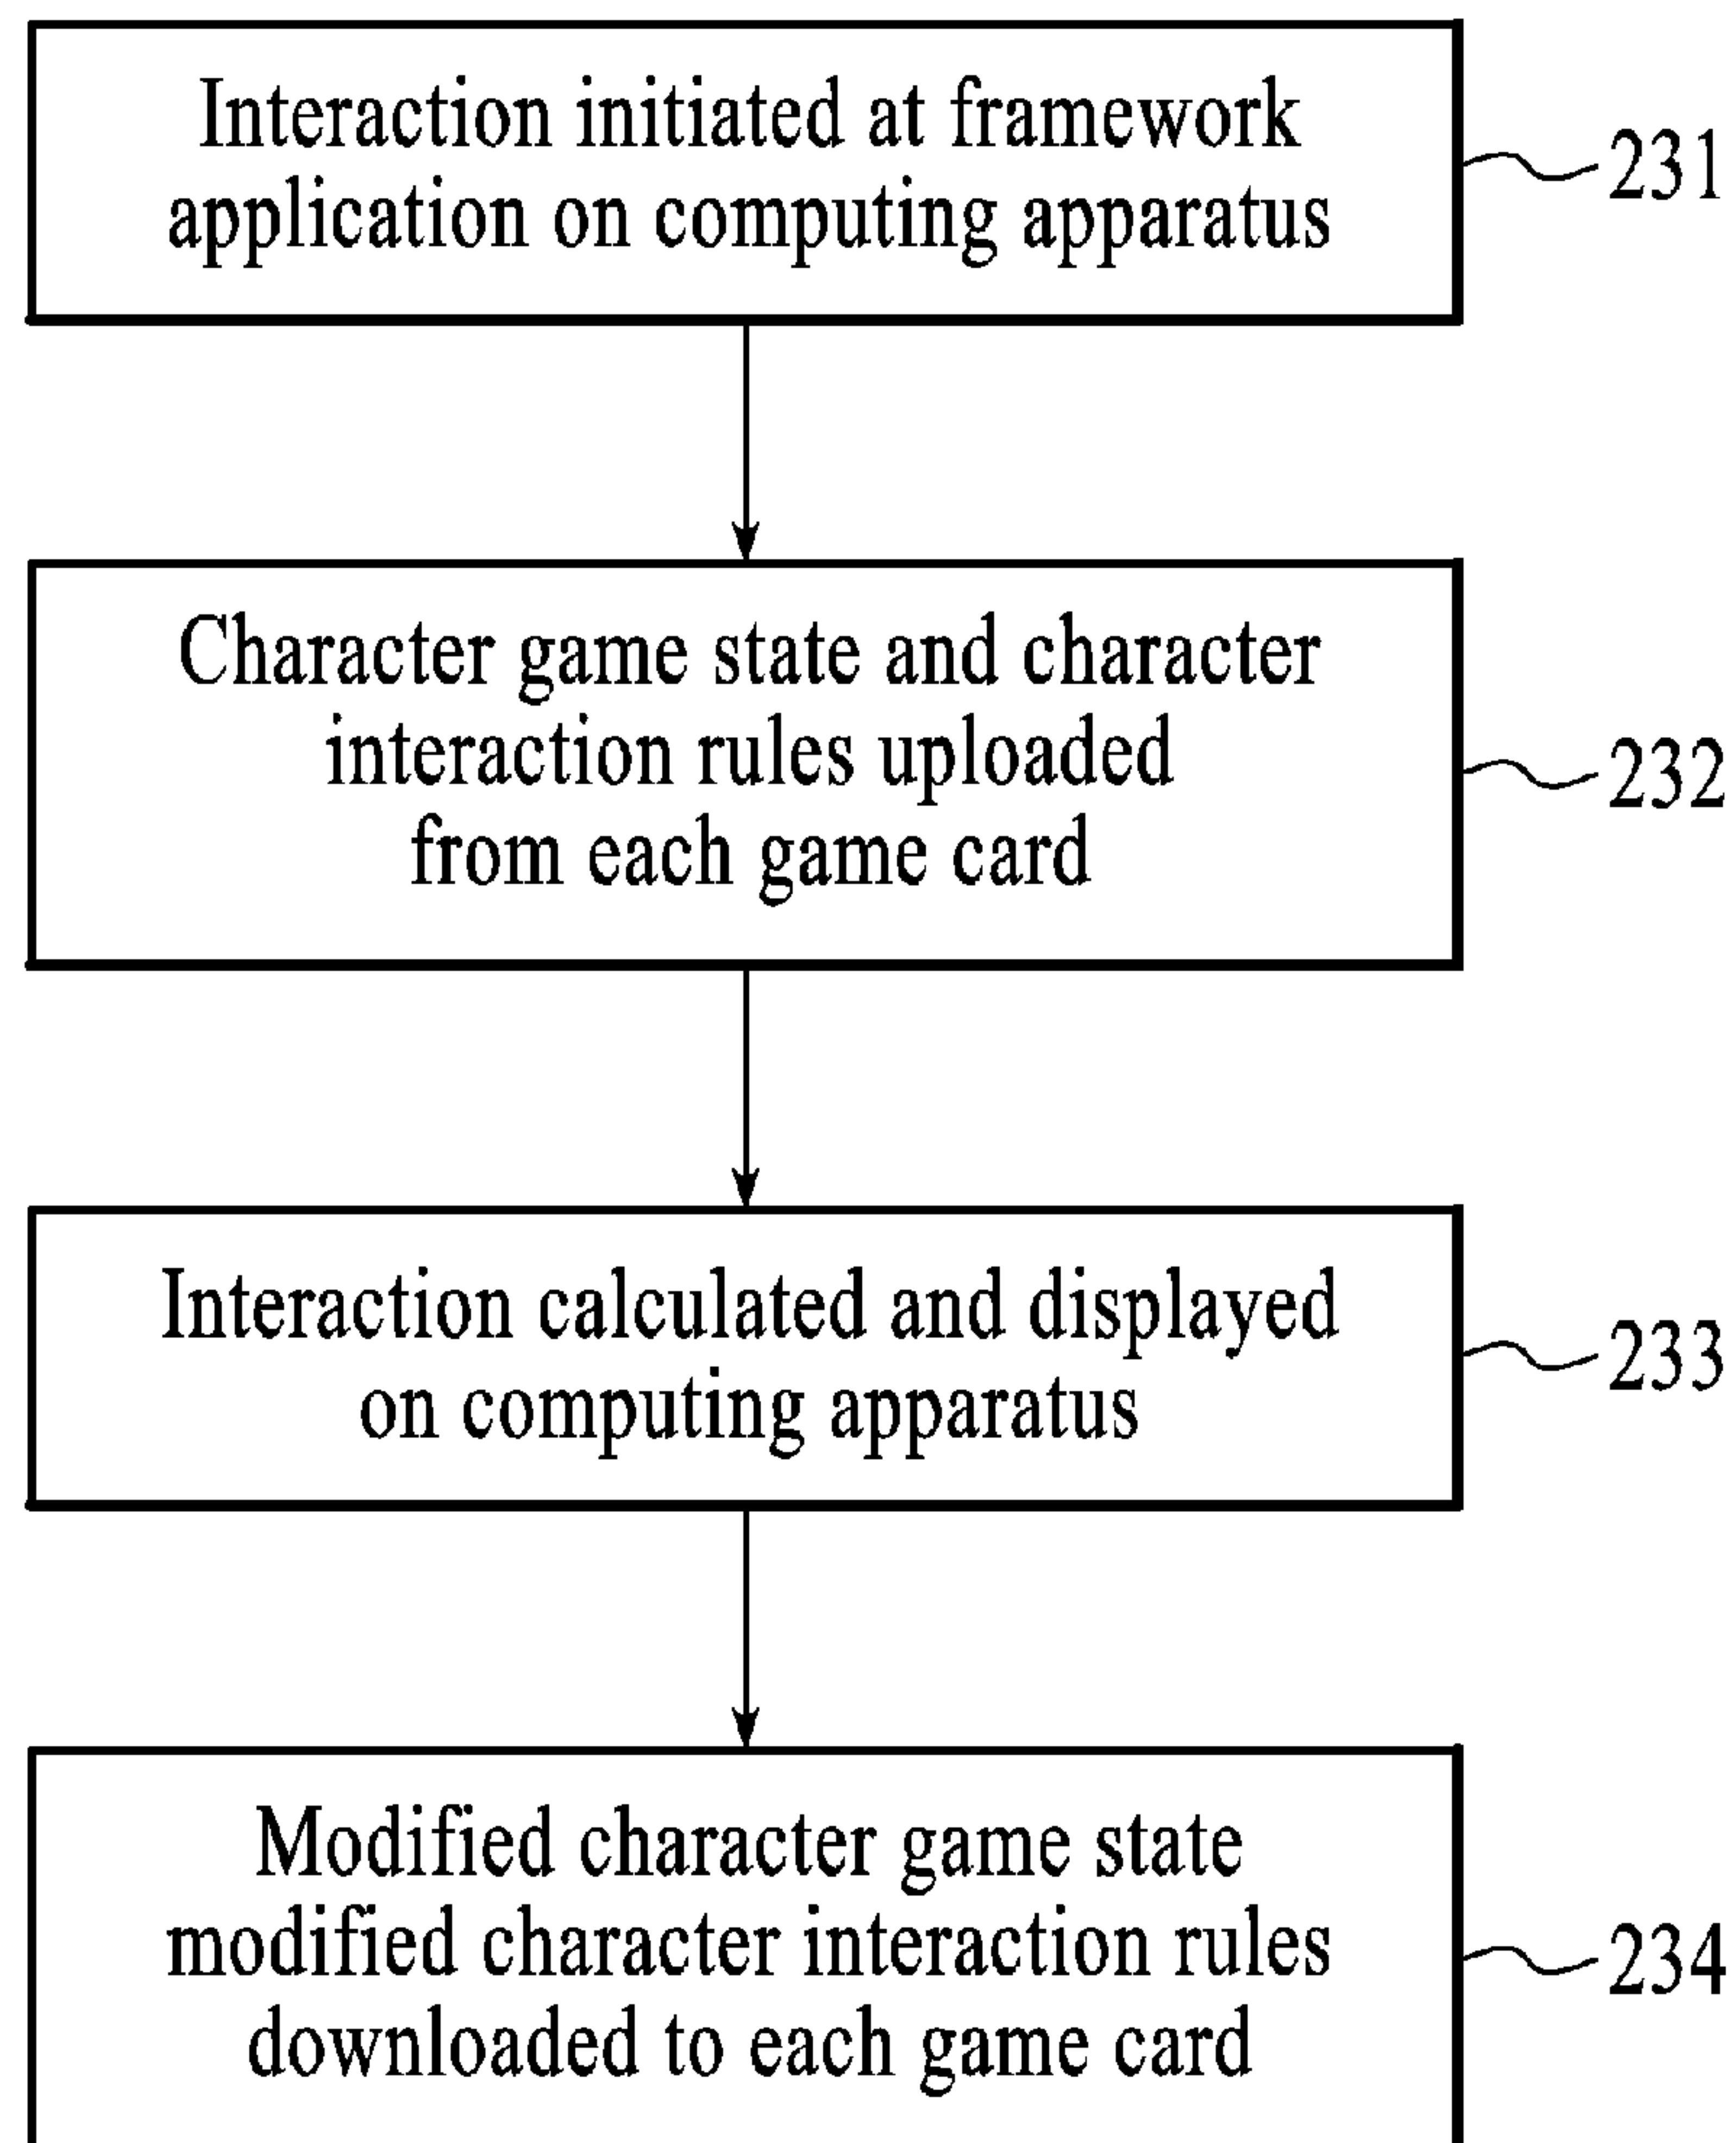 Interaction initiated at framework
application on computing apparatus
231
Character game state and character
interaction rules uploaded
from each game card
232
Interaction calculated and displayed
on computing apparatus
233
Modified character game state
modified character interaction rules
downloaded to each game card
234